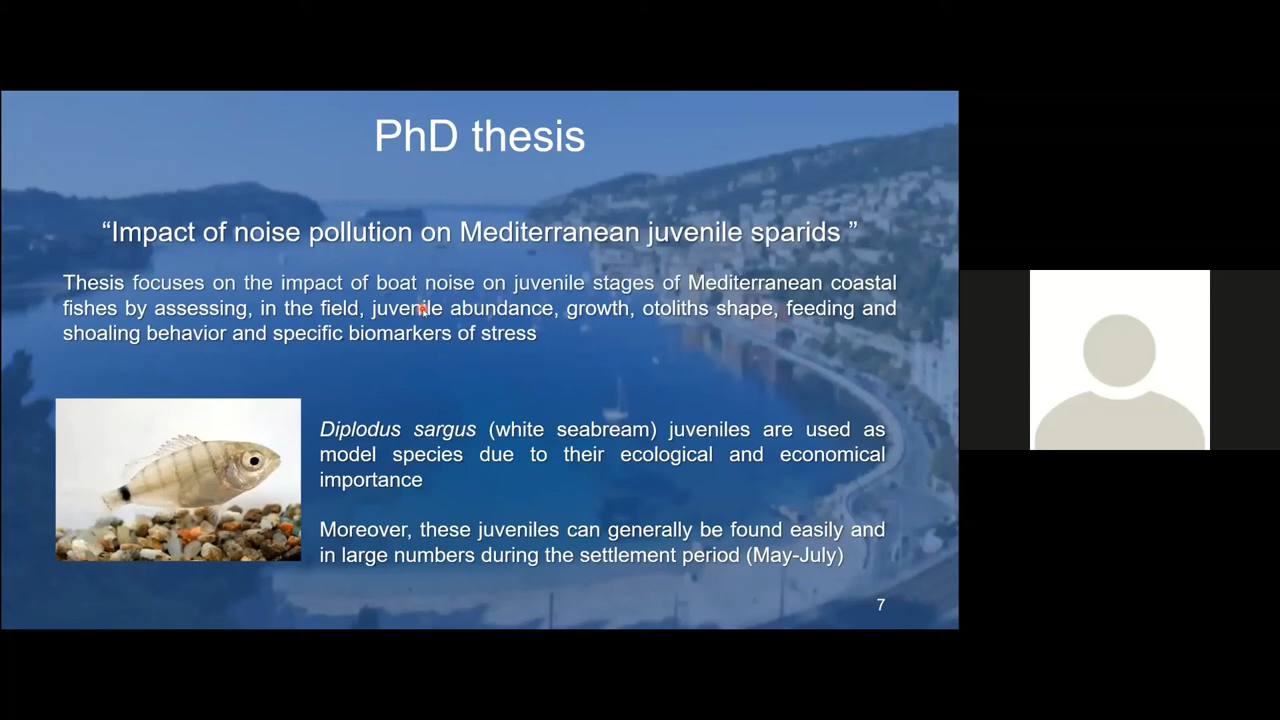 PhD thesis
“Impact of noise pollution on Mediterranean juvenile sparids ”
Thesis focuses on the impact of boat noise on juvenile stages of Mediterranean coastal
fishes by assessing, in the field, juvenile abundance, growth, otoliths shape, feeding and
shoaling behavior and specific biomarkers of stress
Diplodus sargus (white seabream) juveniles are used as
model species due to their ecological and economical
importance
Moreover, these juveniles can generally be found easily and
in large numbers during the settlement period (May-July)
7